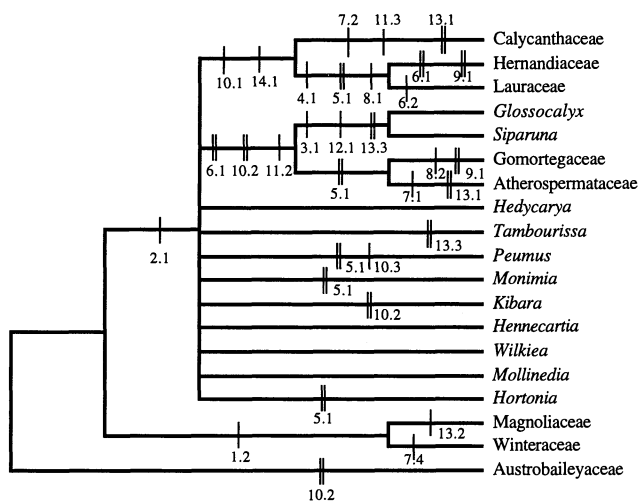 7.2 11.3 13.1
Calycanthaceae
10.1 14.1
Hernandiaceae
4.1 5.1 8.1 6.1 9.1
Lauraceae
6.2
Glossocalyx
3.1 12.1 13.3
Siparuna
6.1 10.2 11.2
Gomortegaceae
5.1 8.2 9.1
Atherospermataceae
7.1 13.1
Hedycarya
2.1
Tambourissa
13.3
Peumus
5.1 10.3
Monimia
5.1
Kibara
10.2
Hennecartia
Wilkiea
Mollinedia
Hortonia
5.1
Magnoliaceae
1.2 13.2
Winteraceae
7.4
Austrobaileyaceae
10.2